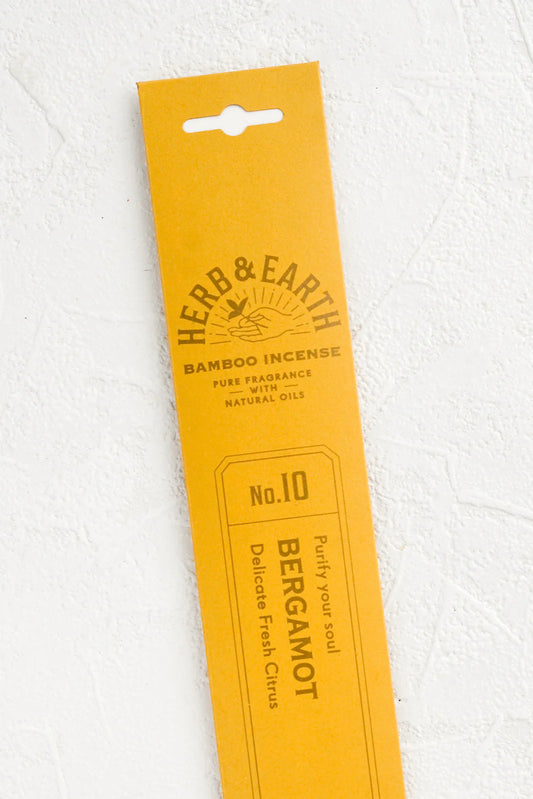 HERB & EARTH
BAMBOO INCENSE
PURE FRAGRANCE
WITH
NATURAL OILS
No.10
Purify your soul
BERGAMOT
Delicate Fresh Citrus